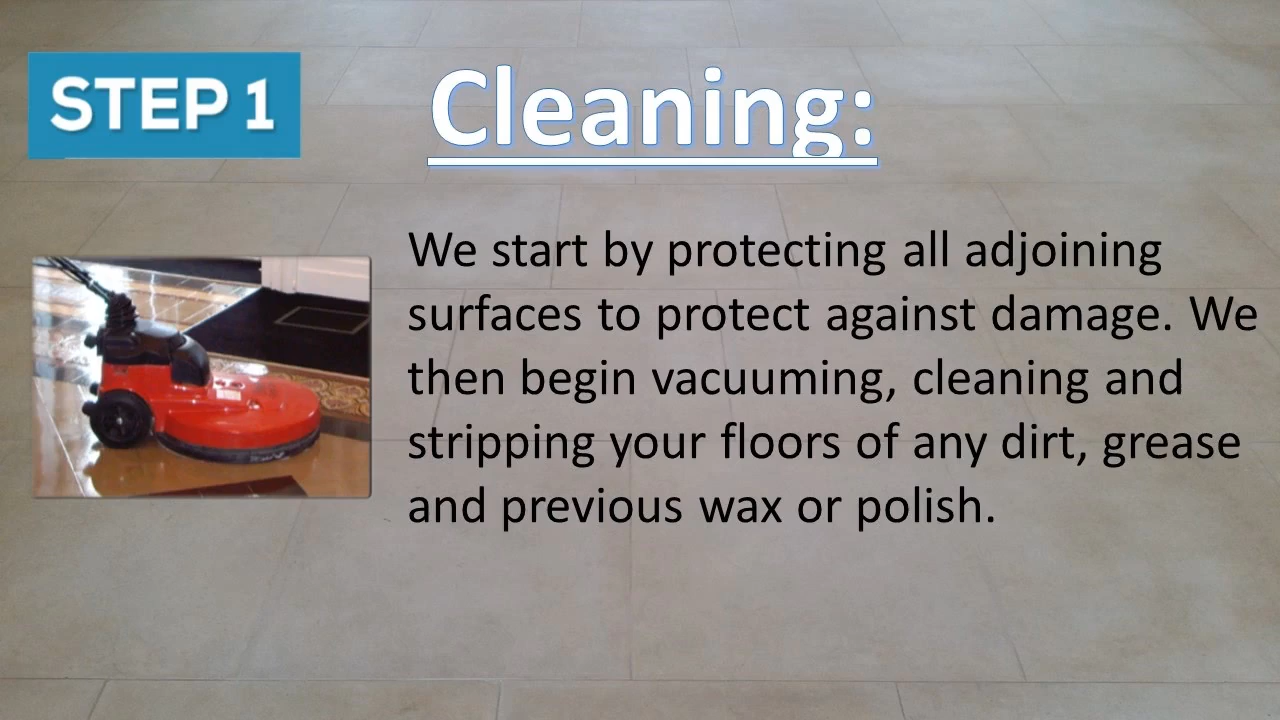 STEP 1
Cleaning:
We start by protecting all adjoining
surfaces to protect against damage. We
then begin vacuuming, cleaning and
stripping your floors of any dirt, grease
and previous wax or polish.